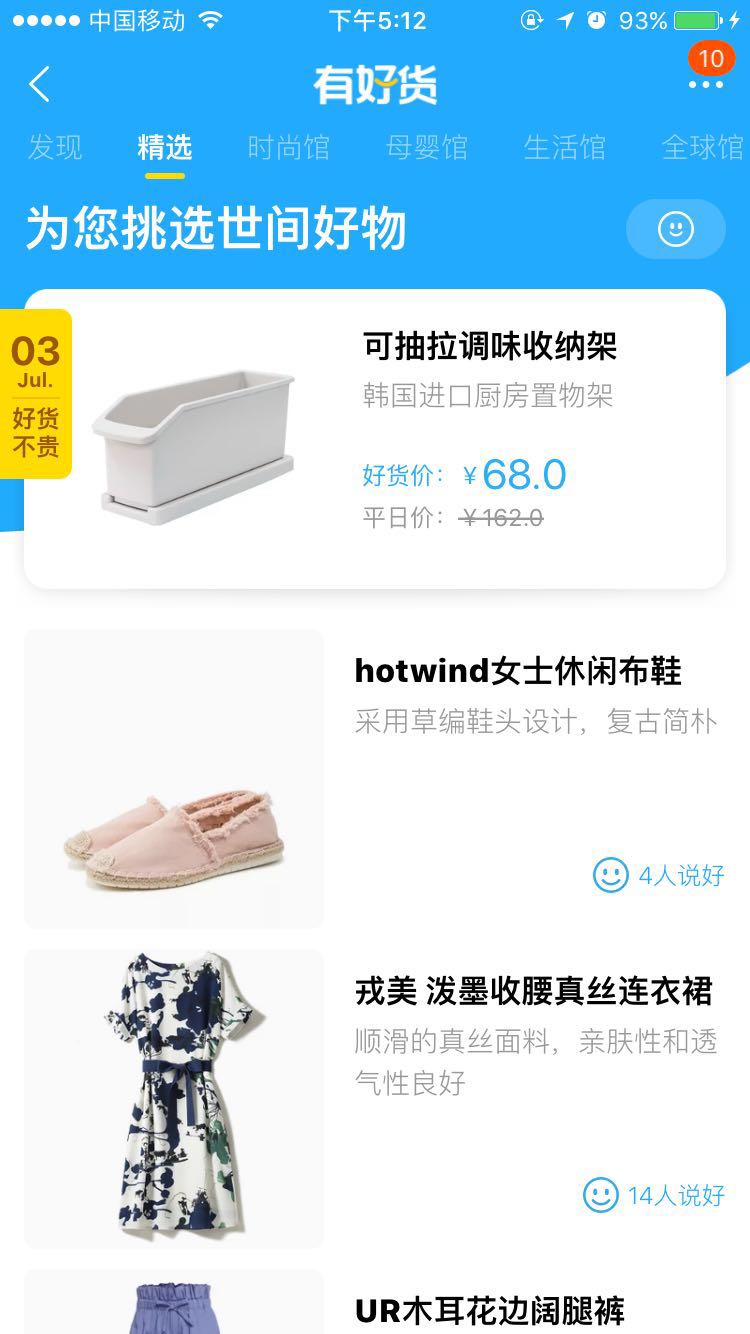 中国移动 下午5:12 93%
有好货
10
发现 精选 时尚馆 母婴馆 生活馆 全球馆
为您挑选世间好物
03
Jul.
好货
不贵
可抽拉调味收纳架
韩国进口厨房置物架
好货价：￥68.0
平日价：￥162.0
hotwind女士休闲布鞋
采用草编鞋头设计，复古简朴
4人说好
戎美 泼墨收腰真丝连衣裙
顺滑的真丝面料，亲肤性和透
气性良好
14人说好
UR木耳花边阔腿裤